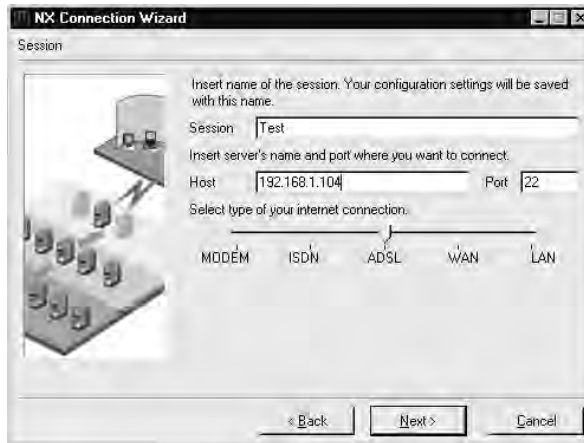 NX Connection Wizard
Session
Insert name of the session. Your configuration settings will be saved
with this name.
Session Test
Insert server's name and port where you want to connect.
Host 192.168.1.104 Port 22
Select type of your internet connection.
MODEM ISDN ADSL WAN LAN
< Back Next > Cancel